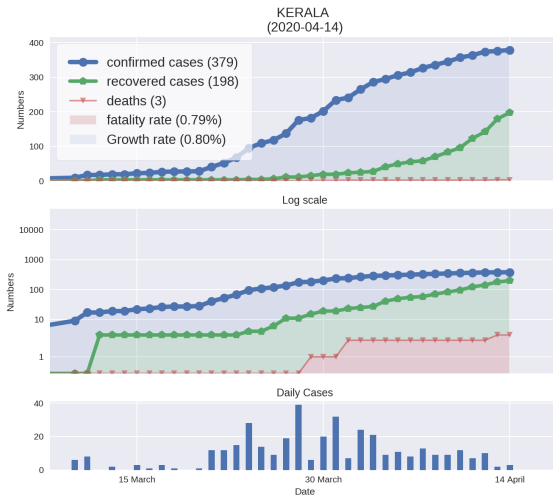 KERALA
(2020-04-14)
400
300
200
100
0
Numbers
confirmed cases (379)
recovered cases (198)
deaths (3)
fatality rate (0.79%)
Growth rate (0.80%)
Log scale
10000
1000
100
10
1
Numbers
Daily Cases
40
20
0
15 March
30 March
14 April
Date